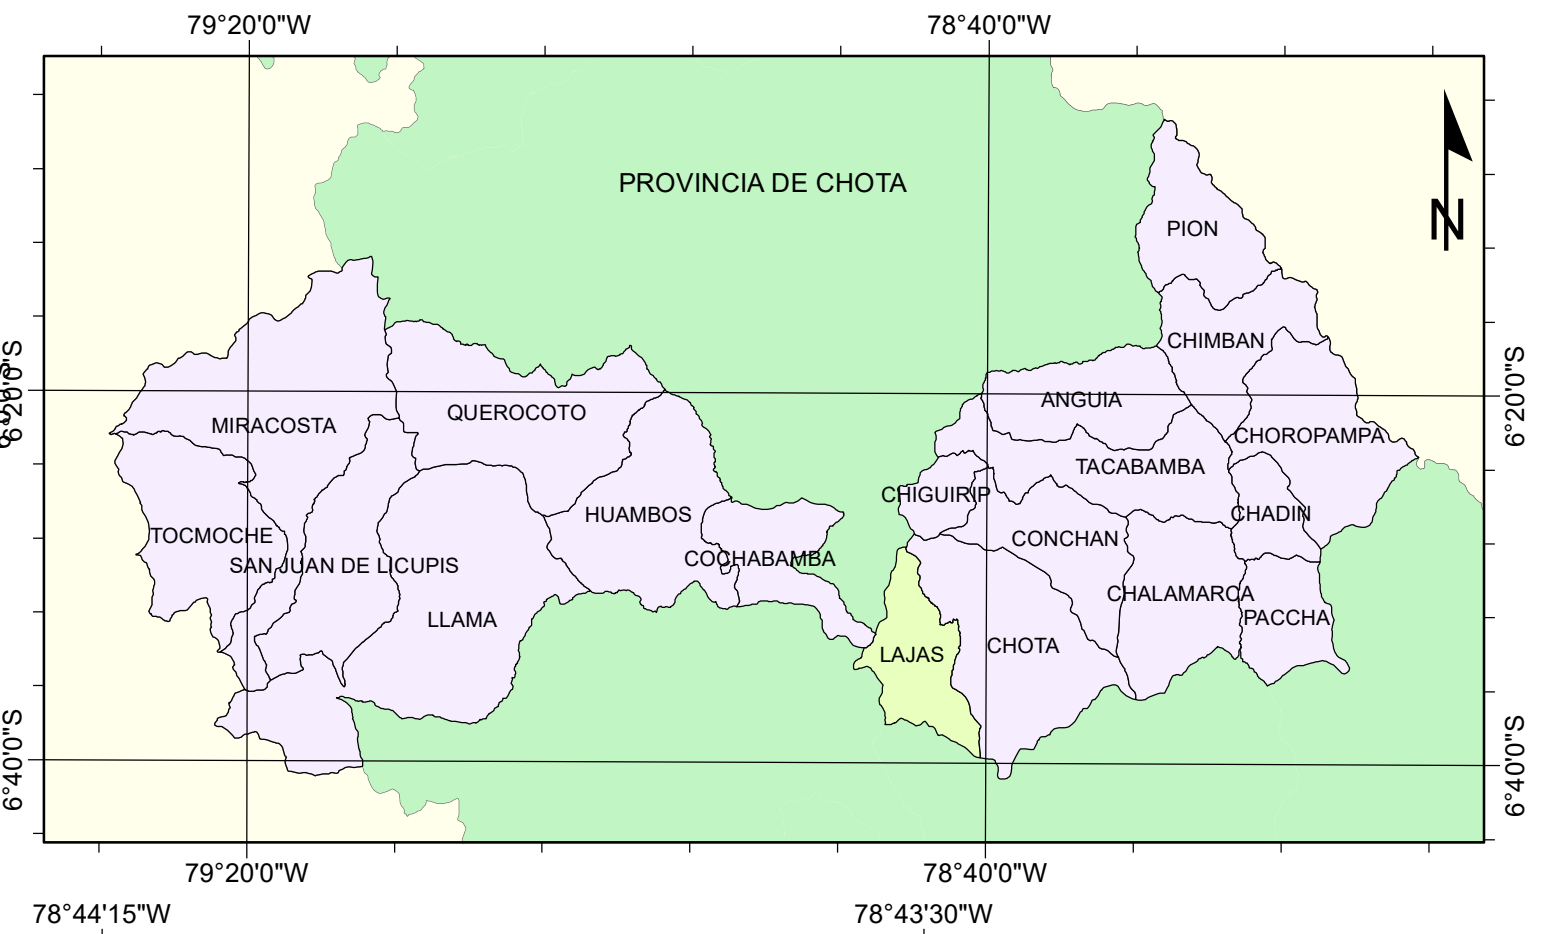 79°20'0"W
78°40'0"W
PROVINCIA DE CHOTA
N
PION
CHIMBAN
6°20'0"S
6°20'0"S
ANGUIA
QUEROCOTO
MIRACOSTA
CHOROPAMPA
TACABAMBA
CHIGUIRIP
HUAMBOS
CHADIN
TOCMOCHE
CONCHAN
COCHABAMBA
SAN JUAN DE LICUPIS
CHALAMARCA
LLAMA
PACCHA
CHOTA
LAJAS
6°40'0"S
6°40'0"S
79°20'0"W
78°40'0"W
78°44'15"W
78°43'30"W